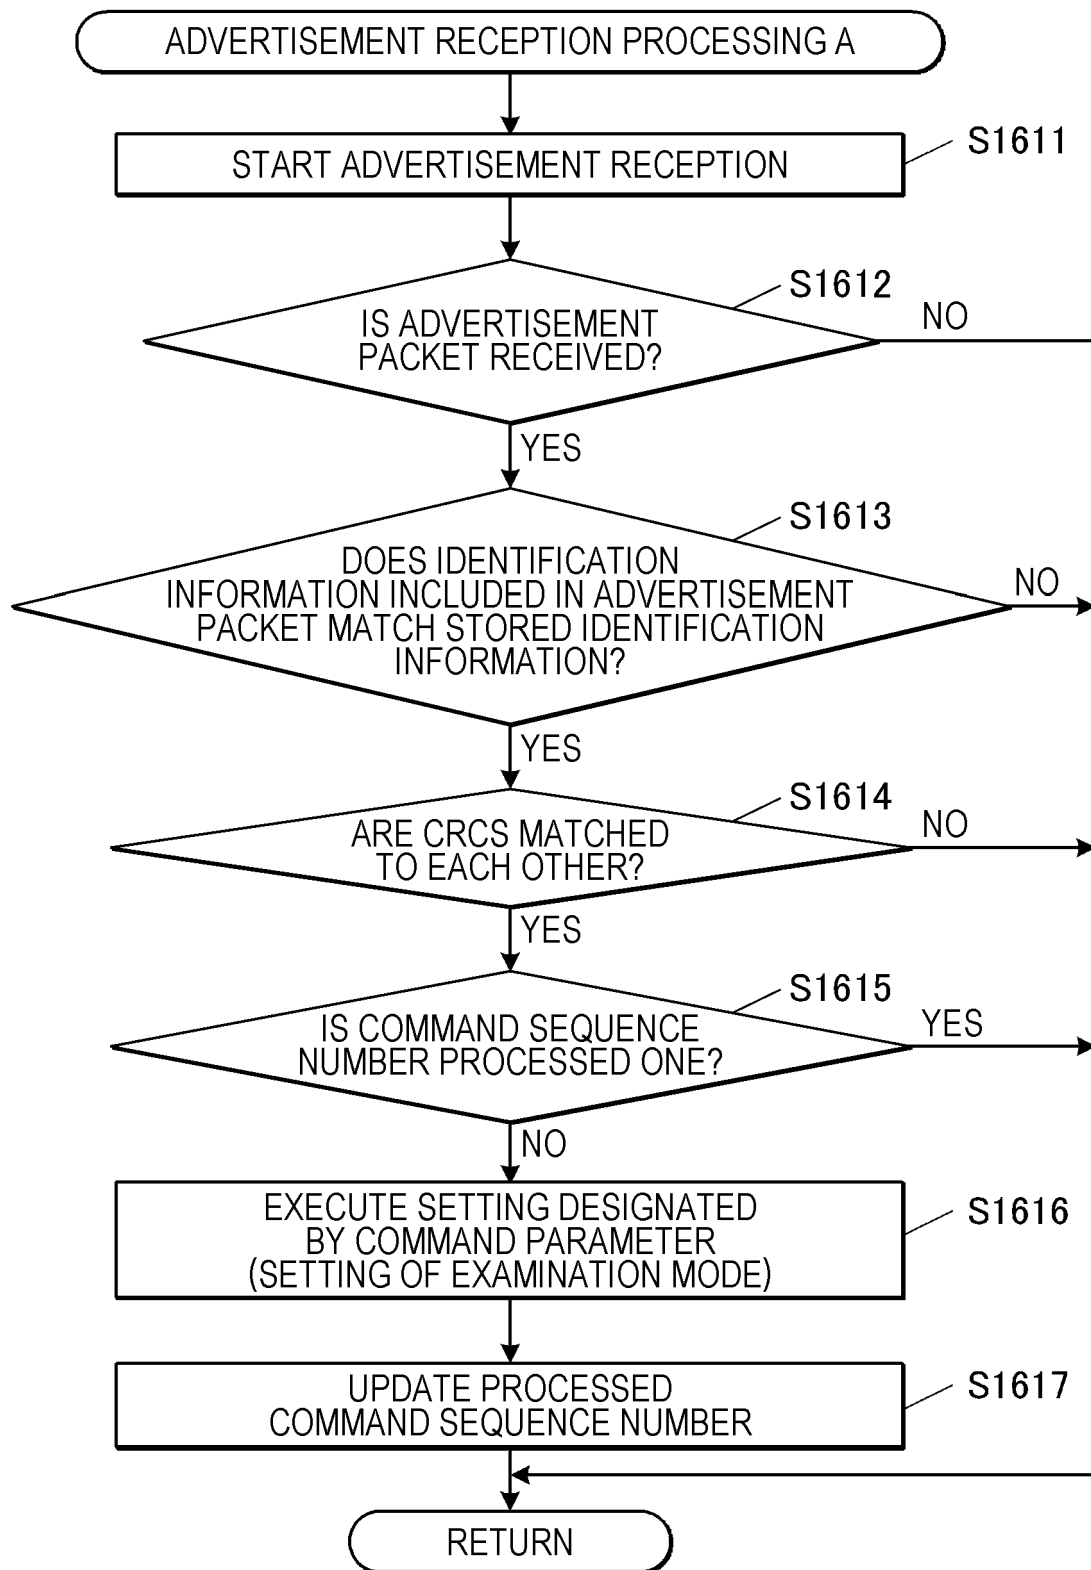 ADVERTISEMENT RECEPTION PROCESSING A
START ADVERTISEMENT RECEPTION
S1611
S1612
IS ADVERTISEMENT
PACKET RECEIVED?
NO
YES
S1613
DOES IDENTIFICATION
INFORMATION INCLUDED IN ADVERTISEMENT
PACKET MATCH STORED IDENTIFICATION
INFORMATION?
NO
YES
S1614
ARE CRCS MATCHED
TO EACH OTHER?
NO
YES
S1615
IS COMMAND SEQUENCE
NUMBER PROCESSED ONE?
YES
NO
EXECUTE SETTING DESIGNATED
BY COMMAND PARAMETER
(SETTING OF EXAMINATION MODE)
S1616
UPDATE PROCESSED
COMMAND SEQUENCE NUMBER
S1617
RETURN